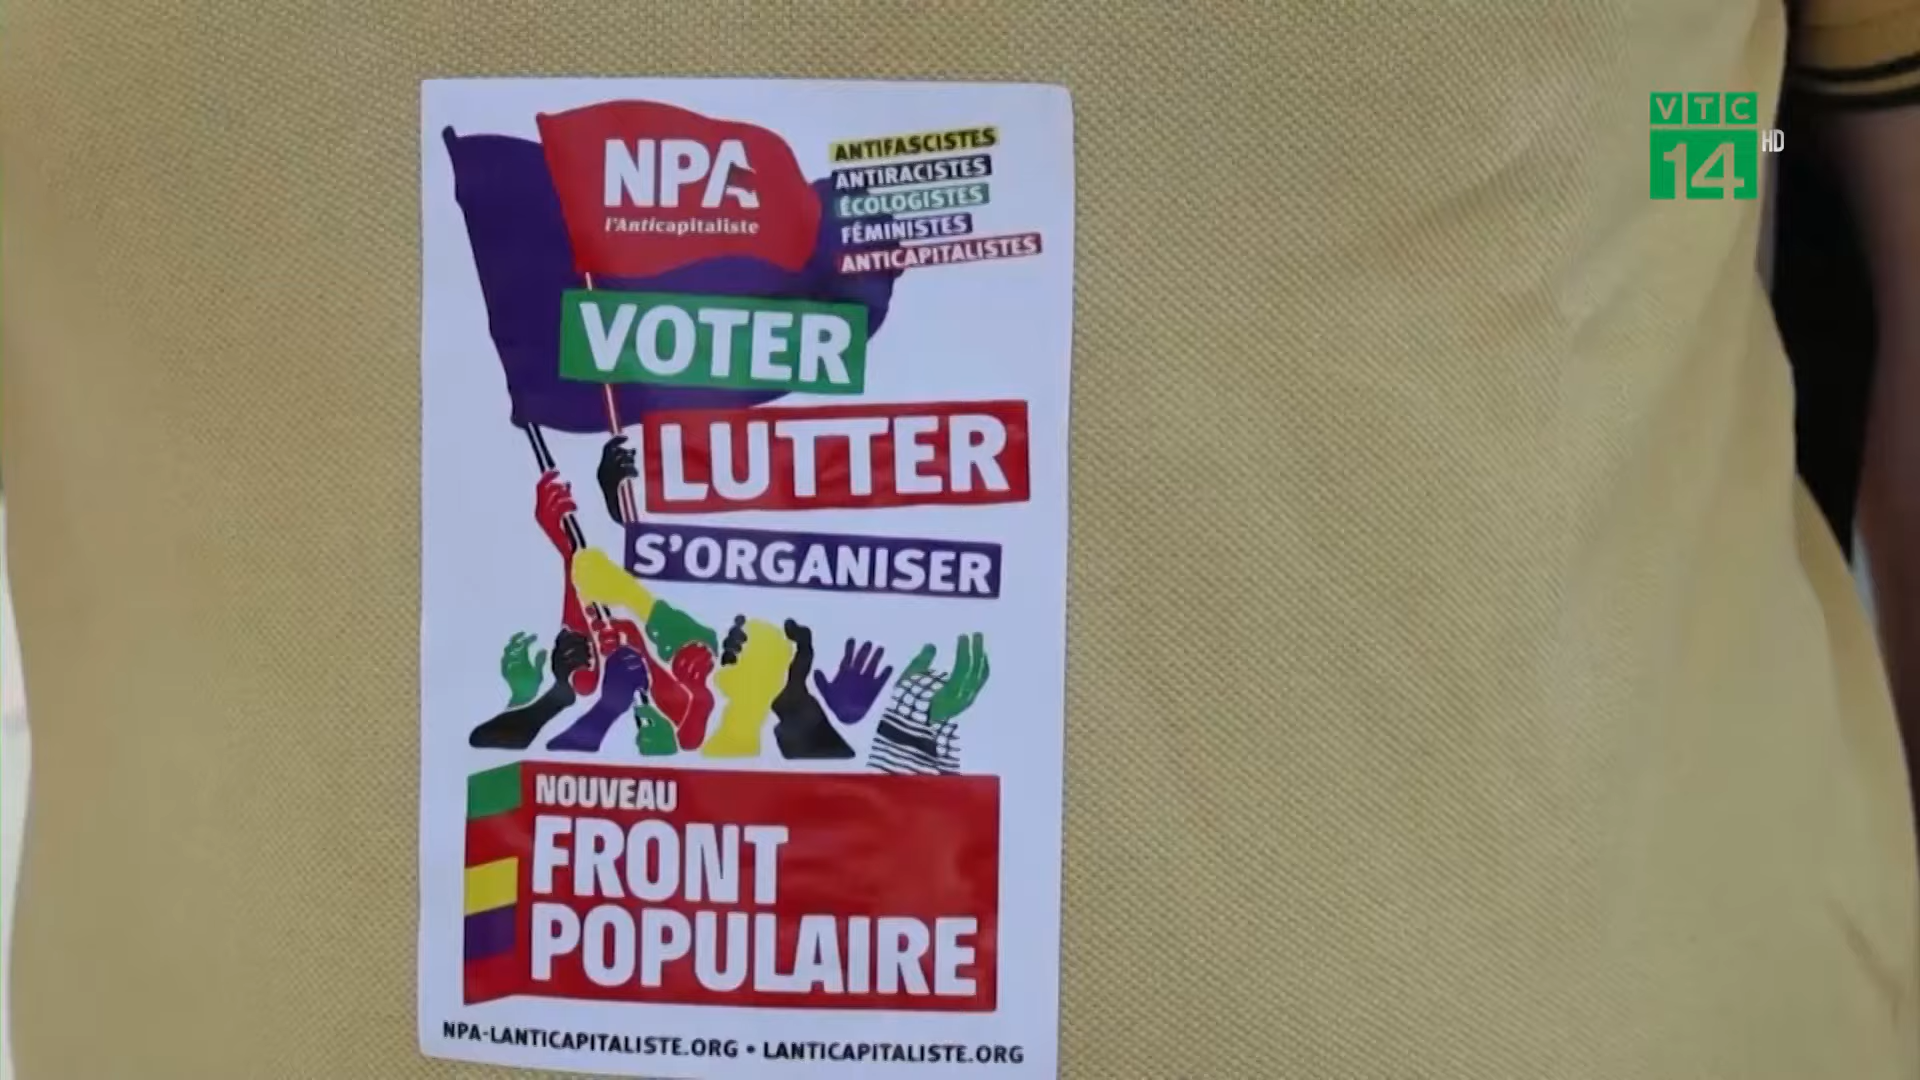 NPA
l'Anticapitaliste
ANTIFASCISTES
ANTIRACISTES
ÉCOLOGISTES
FÉMINISTES
ANTICAPITALISTES
VOTER
LUTTER
S'ORGANISER
NOUVEAU
FRONT
POPULAIRE
NPA-LANTICAPITALISTE.ORG • LANTICAPITALISTE.ORG
VTC
14 HD